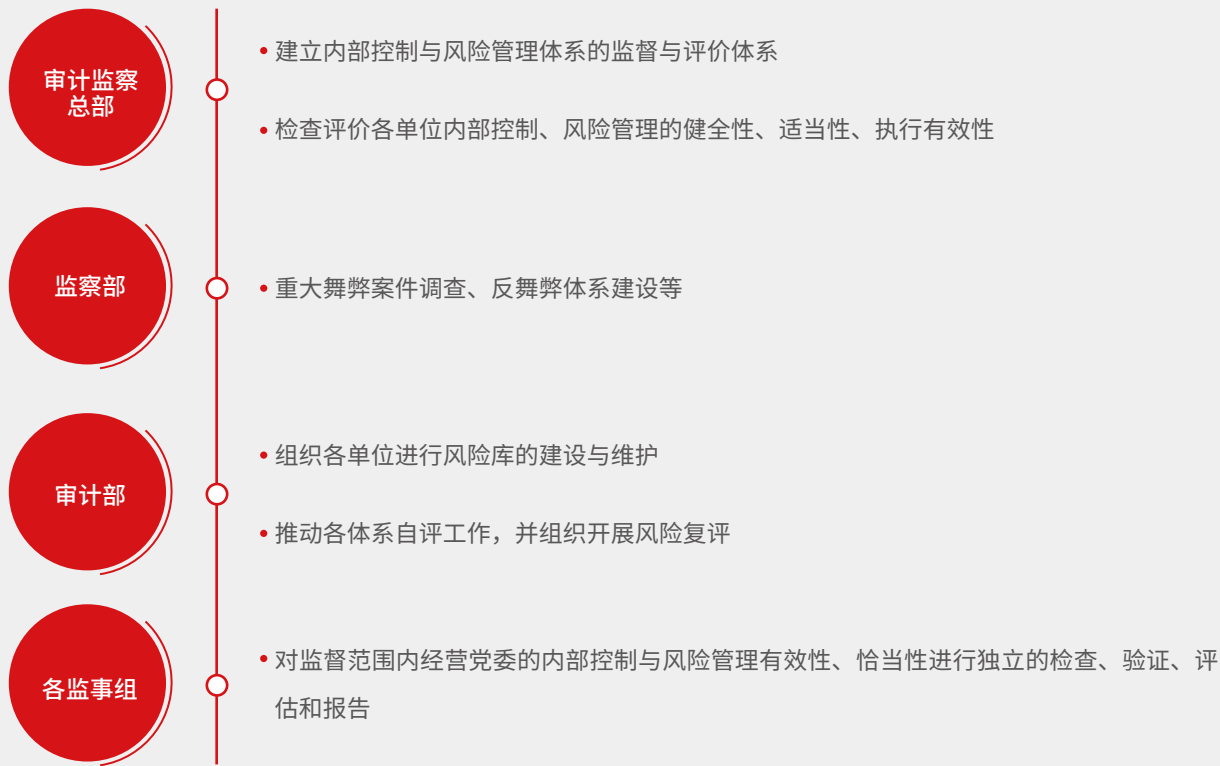 审计监察
总部
• 建立内部控制与风险管理体系的监督与评价体系
• 检查评价各单位内部控制、风险管理的健全性、适当性、执行有效性
监察部
• 重大舞弊案件调查、反舞弊体系建设等
审计部
• 组织各单位进行风险库的建设与维护
• 推动各体系自评工作，并组织开展风险复评
各监事组
• 对监督范围内经营党委的内部控制与风险管理有效性、恰当性进行独立的检查、验证、评
估和报告